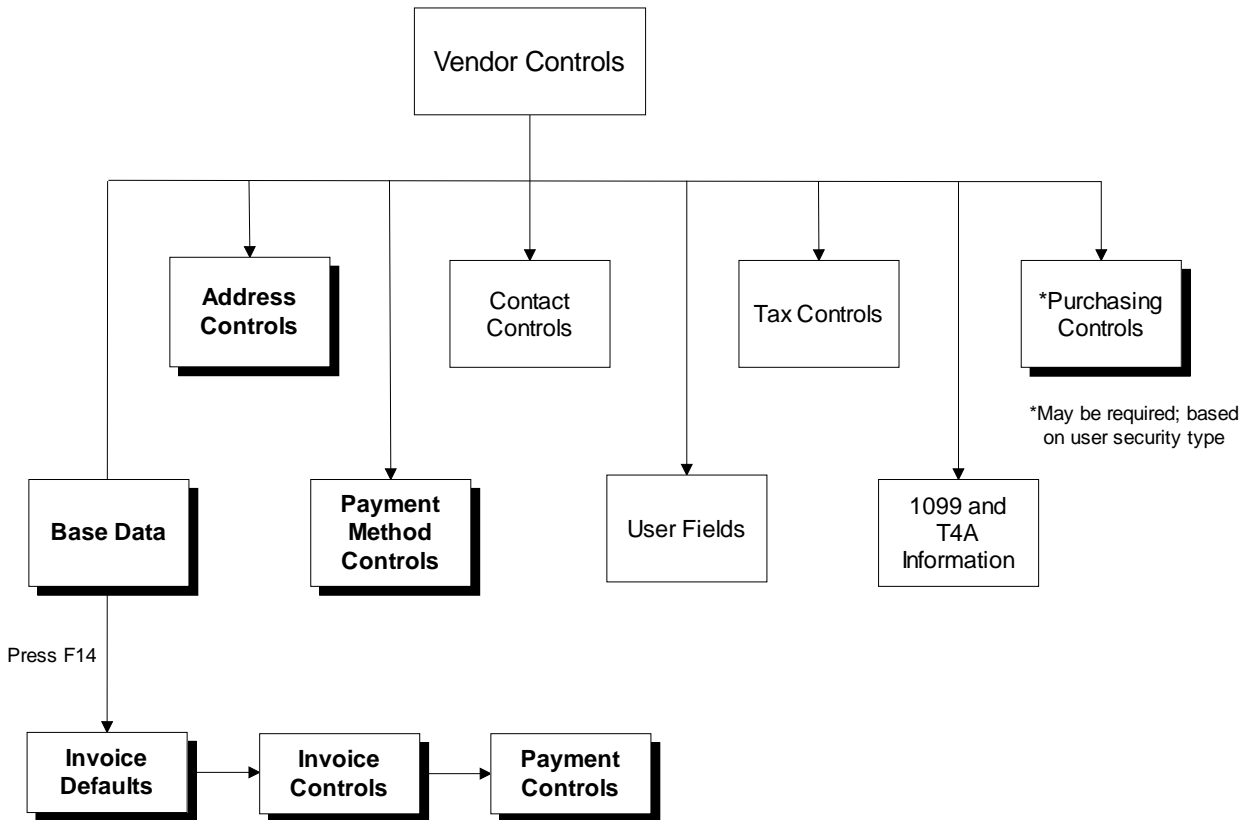 Vendor Controls
Address
Controls
Contact
Controls
Tax Controls
*Purchasing
Controls
*May be required; based
on user security type
Base Data
Payment
Method
Controls
User Fields
1099 and
T4A
Information
Press F14
Invoice
Defaults
Invoice
Controls
Payment
Controls